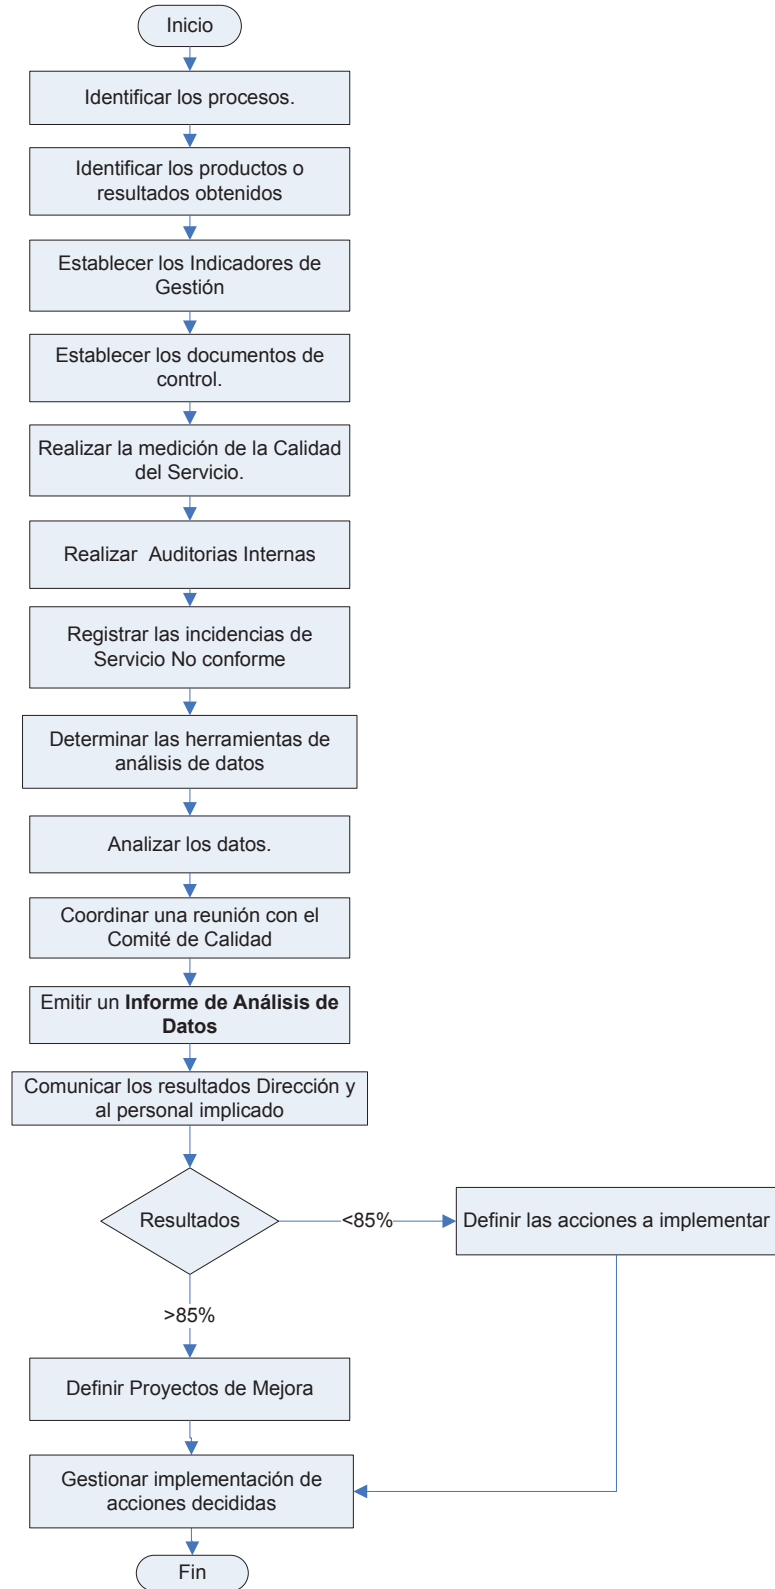 Inicio
Identificar los procesos.
Identificar los productos o
resultados obtenidos
Establecer los Indicadores de
Gestión
Establecer los documentos de
control.
Realizar la medición de la Calidad
del Servicio.
Realizar  Auditorias Internas
Registrar las incidencias de
Servicio No conforme
Determinar las herramientas de
análisis de datos
Analizar los datos.
Coordinar una reunión con el
Comité de Calidad
Emitir un Informe de Análisis de
Datos
Comunicar los resultados Dirección y
al personal implicado
Resultados
<85%
Definir las acciones a implementar
>85%
Definir Proyectos de Mejora
Gestionar implementación de
acciones decididas
Fin